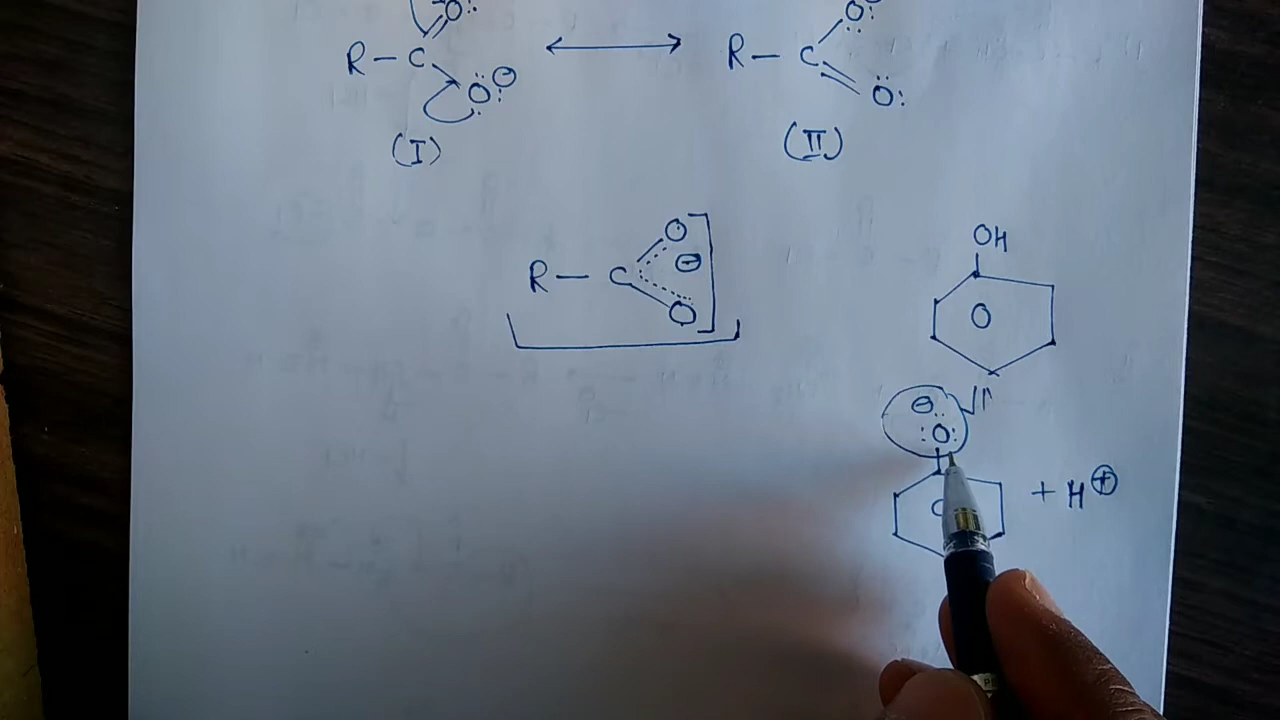 Ö
R – C
Ö: ⊖
(I)
⟷
Ö
R – C
Ö:
(II)
R – C
O
⊖
O
OH
O
⊖
:Ö:
+ H⊕